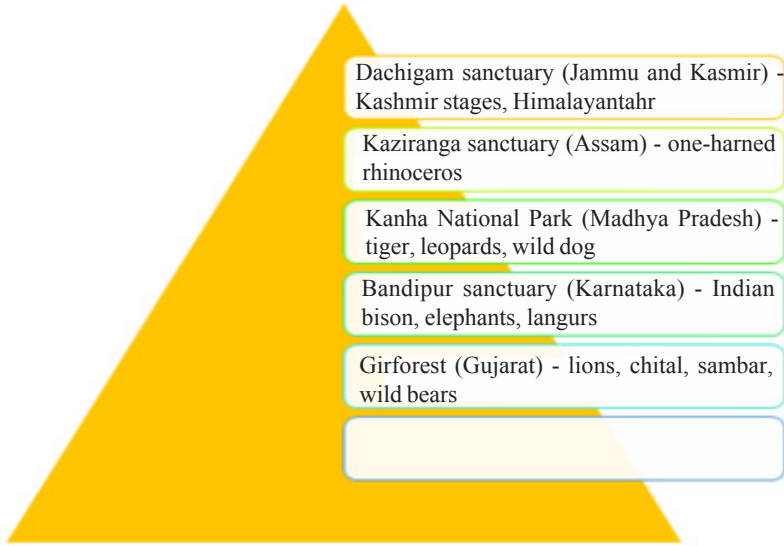 Dachigam sanctuary (Jammu and Kasmir) -
Kashmir stages, Himalayantahr
Kaziranga sanctuary (Assam) - one-harned
rhinoceros
Kanha National Park (Madhya Pradesh) -
tiger, leopards, wild dog
Bandipur sanctuary (Karnataka) - Indian
bison, elephants, langurs
Girforest (Gujarat) - lions, chital, sambar,
wild bears